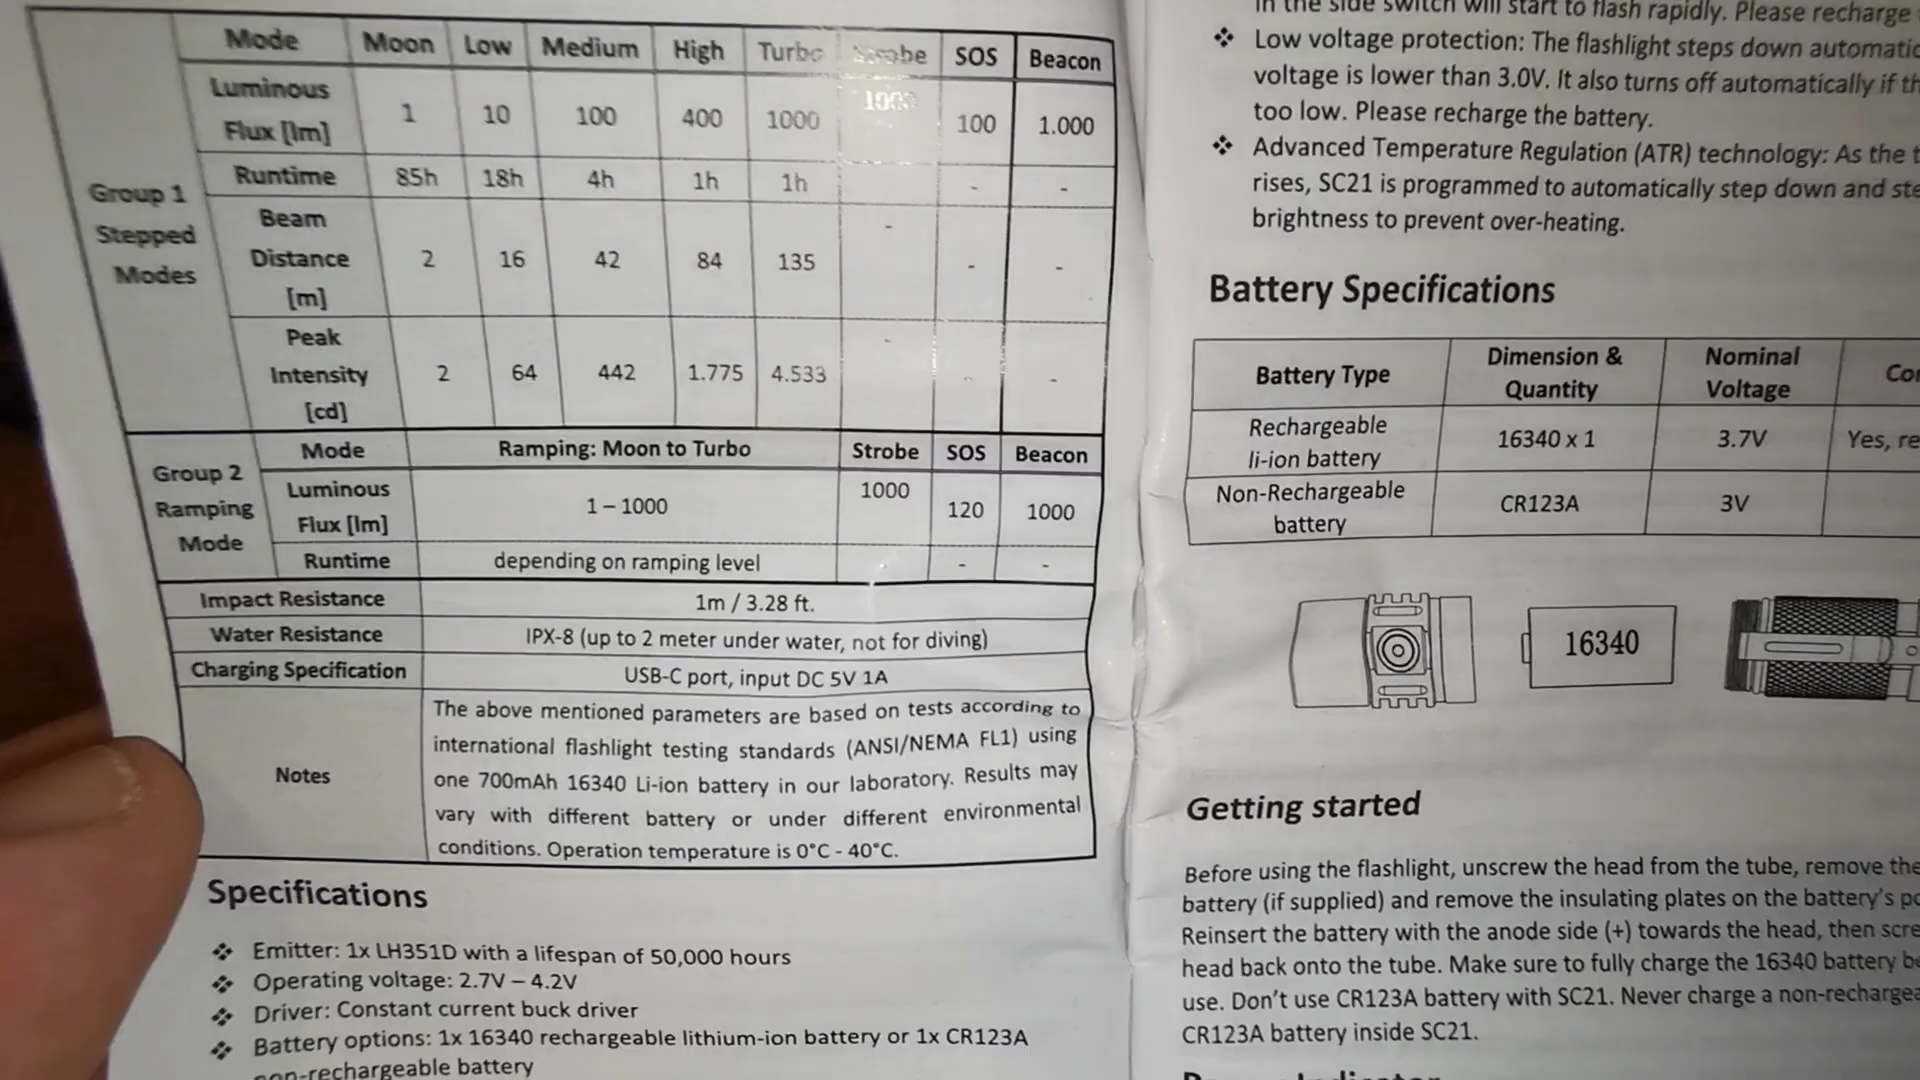 Mode Moon Low Medium High Turbo Strobe SOS Beacon
Group 1
Stepped
Modes
Luminous
Flux [lm] 1 10 100 400 1000 1000 100 1.000
Runtime 85h 18h 4h 1h 1h - -
Beam
Distance
[m] 2 16 42 84 135 - - -
Peak
Intensity
[cd] 2 64 442 1.775 4.533 - - -
Group 2
Ramping
Mode
Mode Ramping: Moon to Turbo Strobe SOS Beacon
Luminous
Flux [lm] 1 – 1000 1000 120 1000
Runtime depending on ramping level - - -
Impact Resistance 1m / 3.28 ft.
Water Resistance IPX-8 (up to 2 meter under water, not for diving)
Charging Specification USB-C port, input DC 5V 1A
Notes
The above mentioned parameters are based on tests according to
international flashlight testing standards (ANSI/NEMA FL1) using
one 700mAh 16340 Li-ion battery in our laboratory. Results may
vary with different battery or under different environmental
conditions. Operation temperature is 0°C - 40°C.
Specifications
❖ Emitter: 1x LH351D with a lifespan of 50,000 hours
❖ Operating voltage: 2.7V – 4.2V
❖ Driver: Constant current buck driver
❖ Battery options: 1x 16340 rechargeable lithium-ion battery or 1x CR123A
non-rechargeable battery
in the side switch will start to flash rapidly. Please recharge
❖ Low voltage protection: The flashlight steps down
voltage is lower than 3.0V. It also turns off automatically if
too low. Please recharge the battery.
❖ Advanced Temperature Regulation (ATR) technology: As the
rises, SC21 is programmed to automatically step down and
brightness to prevent over-heating.
Battery Specifications
Battery Type
Dimension &
Quantity
Nominal
Voltage
Rechargeable
li-ion battery 16340 x 1 3.7V Yes,
Non-Rechargeable
battery CR123A 3V
16340
Getting started
Before using the flashlight, unscrew the head from the tube, remove the
battery (if supplied) and remove the insulating plates on the battery's
Reinsert the battery with the anode side (+) towards the head, then
head back onto the tube. Make sure to fully charge the 16340 battery
use. Don't use CR123A battery with SC21. Never charge a
CR123A battery inside SC21.